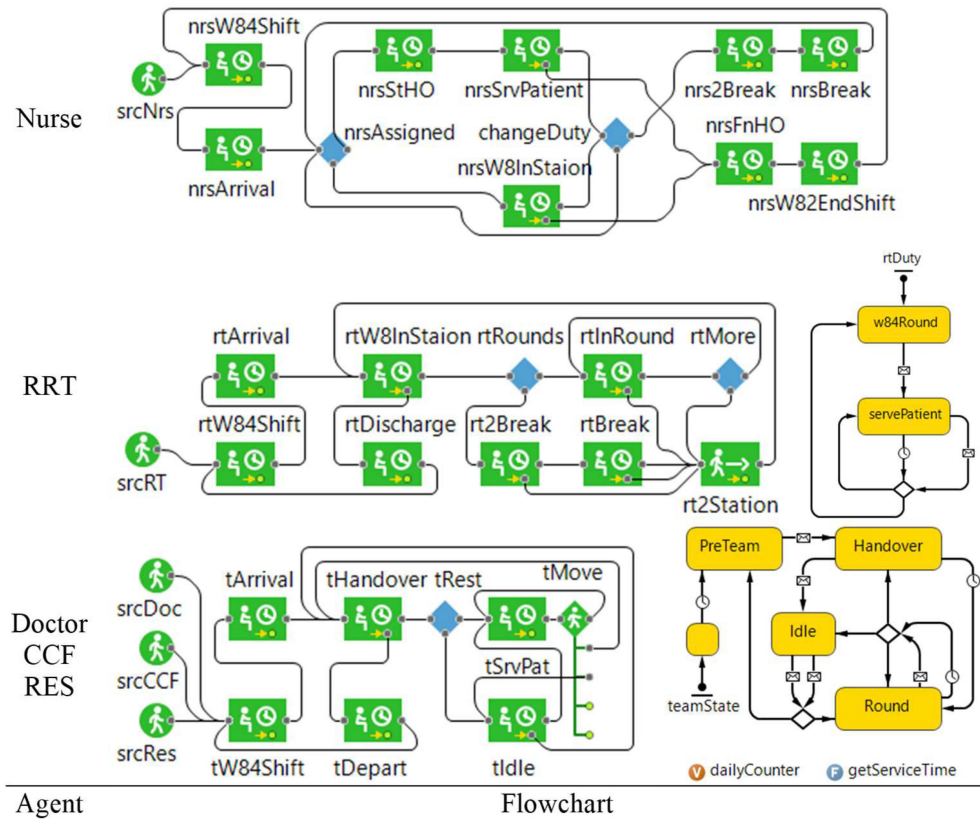 nrsW84Shift
srcNrs
nrsStHO
nrsSrvPatient
nrs2Break
nrsBreak
Nurse
nrsAssigned
changeDuty
nrsFnHO
nrsArrival
nrsW8InStaion
nrsW82EndShift
rtDuty
w84Round
rtArrival
rtW8InStaion
rtRounds
rtInRound
rtMore
RRT
servePatient
rtW84Shift
rtDischarge
rt2Break
rtBreak
srcRT
rt2Station
PreTeam
Handover
srcDoc
tArrival
tHandover
tRest
tMove
Doctor
CCF
RES
Idle
srcCCF
tSrvPat
teamState
Round
srcRes
tW84Shift
tDepart
tIdle
V dailyCounter
F getServiceTime
Agent
Flowchart